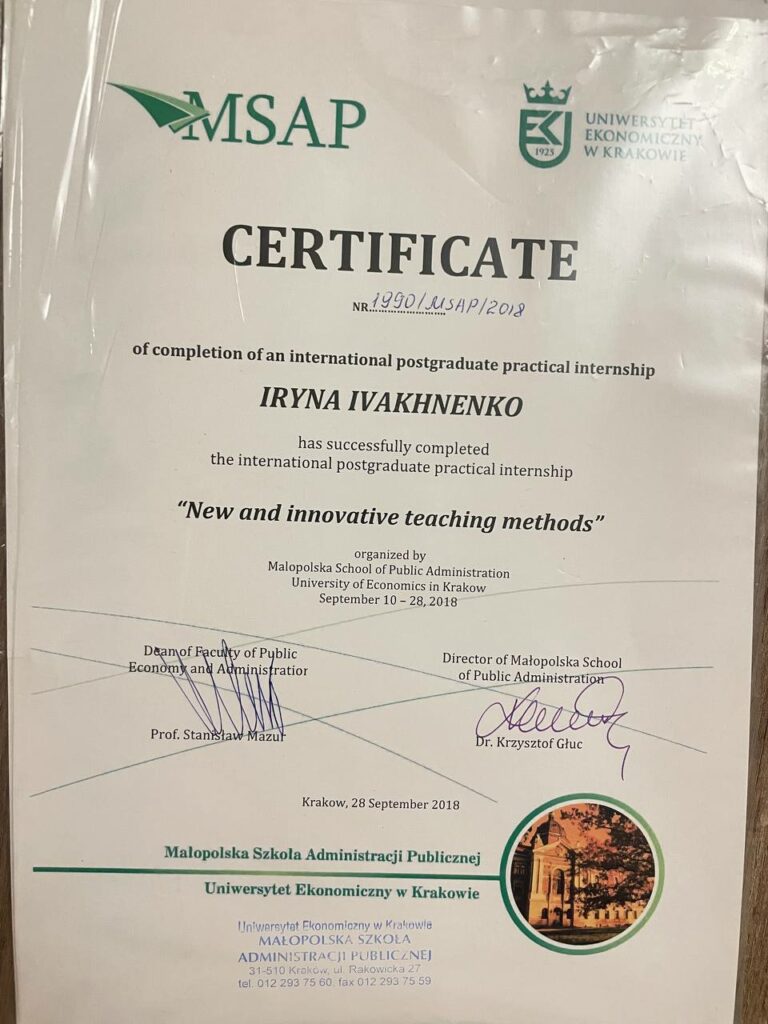 MSAP
EK
1925
UNIWERSYTET
EKONOMICZNY
W KRAKOWIE
CERTIFICATE
NR. 1990/MSAP/2018
of completion of an international postgraduate practical internship
IRYNA IVAKHNENKO
has successfully completed
the international postgraduate practical internship
“New and innovative teaching methods”
organized by
Malopolska School of Public Administration
University of Economics in Krakow
September 10 – 28, 2018
Dean of Faculty of Public
Economy and Administration
Prof. Stanisław Mazur
Director of Małopolska School
of Public Administration
Dr. Krzysztof Głuc
Krakow, 28 September 2018
Małopolska Szkoła Administracji Publicznej
Uniwersytet Ekonomiczny w Krakowie
Uniwersytet Ekonomiczny w Krakowie
MAŁOPOLSKA SZKOŁA
ADMINISTRACJI PUBLICZNEJ
31-510 Kraków, ul. Rakowicka 27
tel. 012 293 75 60, fax 012 293 75 59